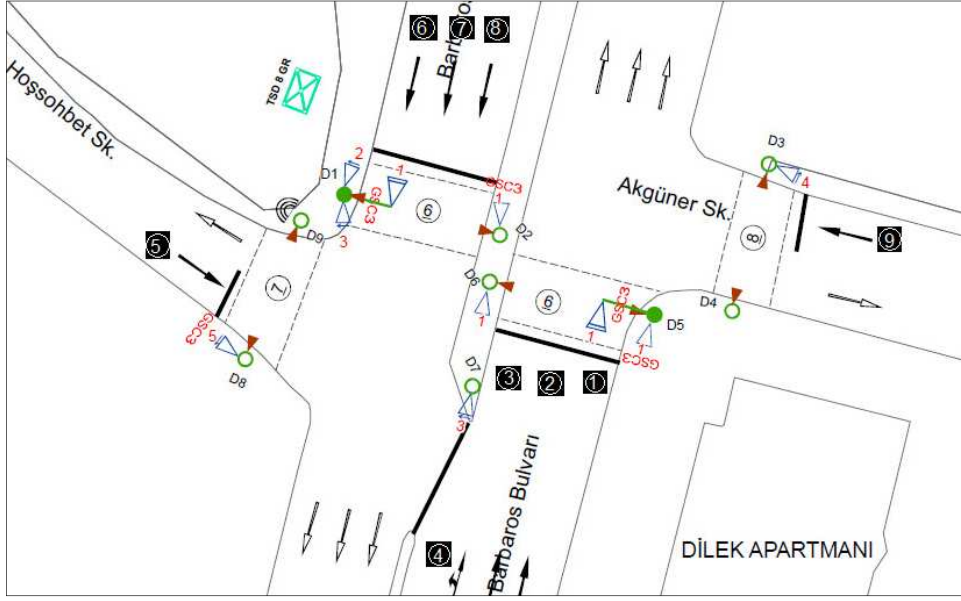 ⑥ ⑦ ⑧
Barbaros
Hoşsohbet Sk.
TSD 8 GR
2
D1
1
GSC3
3
6
GSC3
1
D2
D3
4
Akgüner Sk.
8
⑨
D9
⑤
7
GSC3
5
D8
D6
1
6
GSC3
1
D5
1
GSC3
D4
D7
3
③ ② ①
Barbaros Bulvarı
④
DİLEK APARTMANI